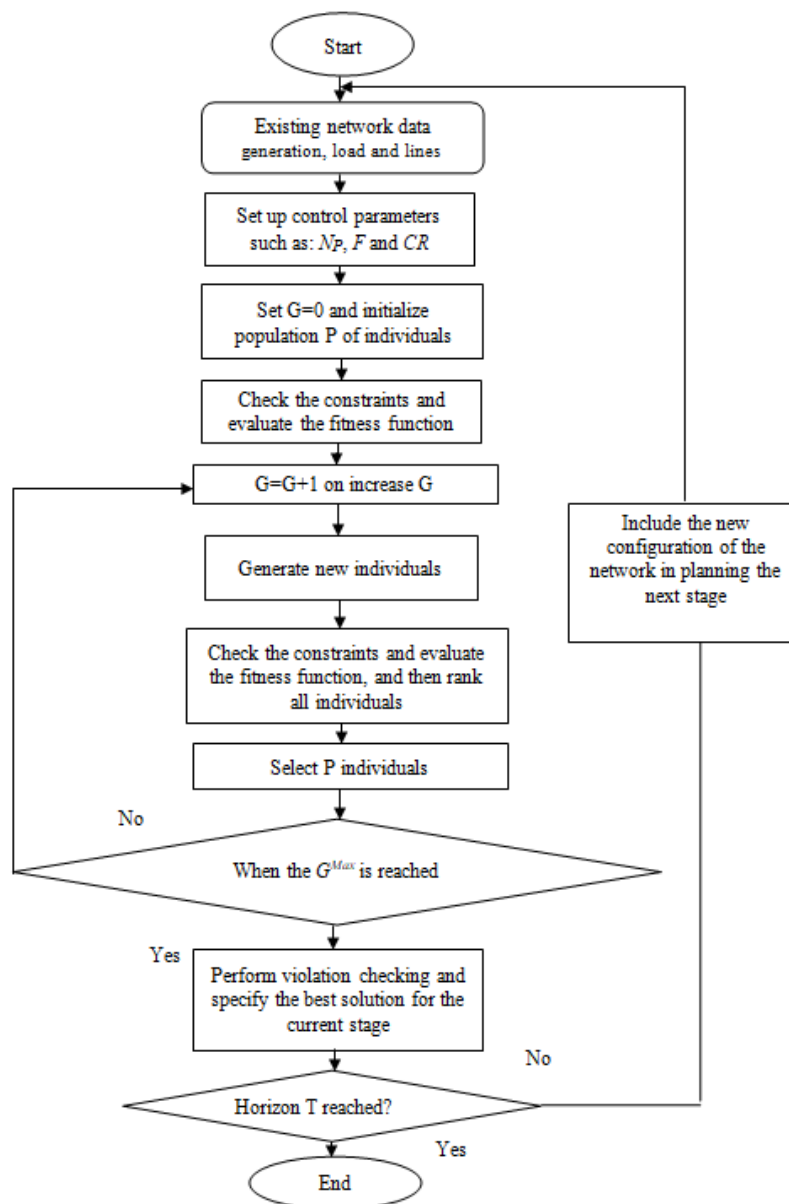 Start
Existing network data
generation, load and lines
Set up control parameters
such as: NP, F and CR
Set G=0 and initialize
population P of individuals
Check the constraints and
evaluate the fitness function
G=G+1 on increase G
Include the new
configuration of the
network in planning the
next stage
Generate new individuals
Check the constraints and evaluate
the fitness function, and then rank
all individuals
Select P individuals
No
When the G^Max is reached
Yes
Perform violation checking and
specify the best solution for the
current stage
No
Horizon T reached?
Yes
End